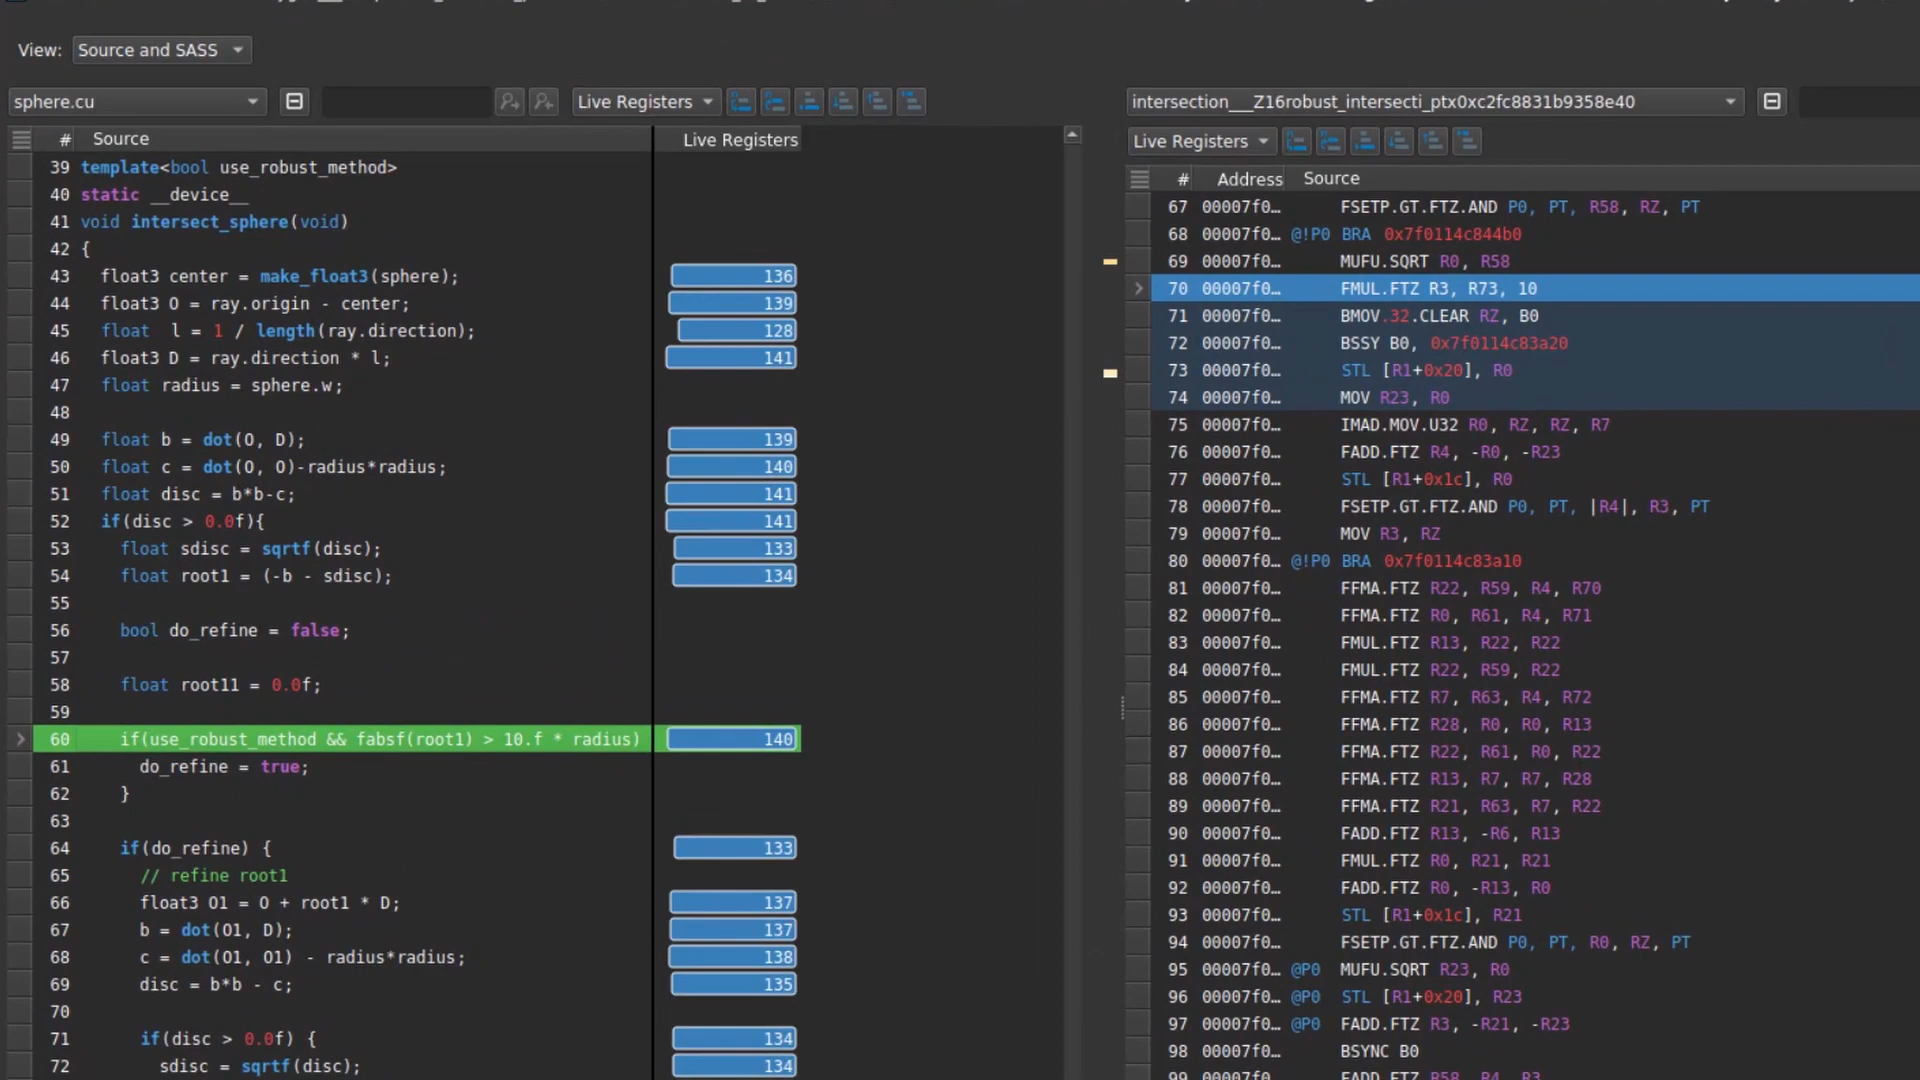 View: Source and SASS
sphere.cu
Live Registers
# Source Live Registers
39 template<bool use_robust_method>
40 static __device__
41 void intersect_sphere(void)
42 {
43 float3 center = make_float3(sphere); 136
44 float3 O = ray.origin - center; 139
45 float  l = 1 / length(ray.direction); 128
46 float3 D = ray.direction * l; 141
47 float radius = sphere.w;
48
49 float b = dot(O, D); 139
50 float c = dot(O, O)-radius*radius; 140
51 float disc = b*b-c; 141
52 if(disc > 0.0f){ 141
53 float sdisc = sqrtf(disc); 133
54 float root1 = (-b - sdisc); 134
55
56 bool do_refine = false;
57
58 float root11 = 0.0f;
59
60 if(use_robust_method && fabsf(root1) > 10.f * radius) 140
61 do_refine = true;
62 }
63
64 if(do_refine) { 133
65 // refine root1
66 float3 O1 = O + root1 * D; 137
67 b = dot(O1, D); 137
68 c = dot(O1, O1) - radius*radius; 138
69 disc = b*b - c; 135
70
71 if(disc > 0.0f) { 134
72 sdisc = sqrtf(disc); 134
intersection___Z16robust_intersecti_ptx0xc2fc8831b9358e40
Live Registers
# Address Source
67 00007f0… FSETP.GT.FTZ.AND P0, PT, R58, RZ, PT
68 00007f0… @!P0 BRA 0x7f0114c844b0
69 00007f0… MUFU.SQRT R0, R58
70 00007f0… FMUL.FTZ R3, R73, 10
71 00007f0… BMOV.32.CLEAR RZ, B0
72 00007f0… BSSY B0, 0x7f0114c83a20
73 00007f0… STL [R1+0x20], R0
74 00007f0… MOV R23, R0
75 00007f0… IMAD.MOV.U32 R0, RZ, RZ, R7
76 00007f0… FADD.FTZ R4, -R0, -R23
77 00007f0… STL [R1+0x1c], R0
78 00007f0… FSETP.GT.FTZ.AND P0, PT, |R4|, R3, PT
79 00007f0… MOV R3, RZ
80 00007f0… @!P0 BRA 0x7f0114c83a10
81 00007f0… FFMA.FTZ R22, R59, R4, R70
82 00007f0… FFMA.FTZ R0, R61, R4, R71
83 00007f0… FMUL.FTZ R13, R22, R22
84 00007f0… FMUL.FTZ R22, R59, R22
85 00007f0… FFMA.FTZ R7, R63, R4, R72
86 00007f0… FFMA.FTZ R28, R0, R0, R13
87 00007f0… FFMA.FTZ R22, R61, R0, R22
88 00007f0… FFMA.FTZ R13, R7, R7, R28
89 00007f0… FFMA.FTZ R21, R63, R7, R22
90 00007f0… FADD.FTZ R13, -R6, R13
91 00007f0… FMUL.FTZ R0, R21, R21
92 00007f0… FADD.FTZ R0, -R13, R0
93 00007f0… STL [R1+0x1c], R21
94 00007f0… FSETP.GT.FTZ.AND P0, PT, R0, RZ, PT
95 00007f0… @P0 MUFU.SQRT R23, R0
96 00007f0… @P0 STL [R1+0x20], R23
97 00007f0… @P0 FADD.FTZ R3, -R21, -R23
98 00007f0… BSYNC B0
99 00007f0… FADD.FTZ R58, R4, R3